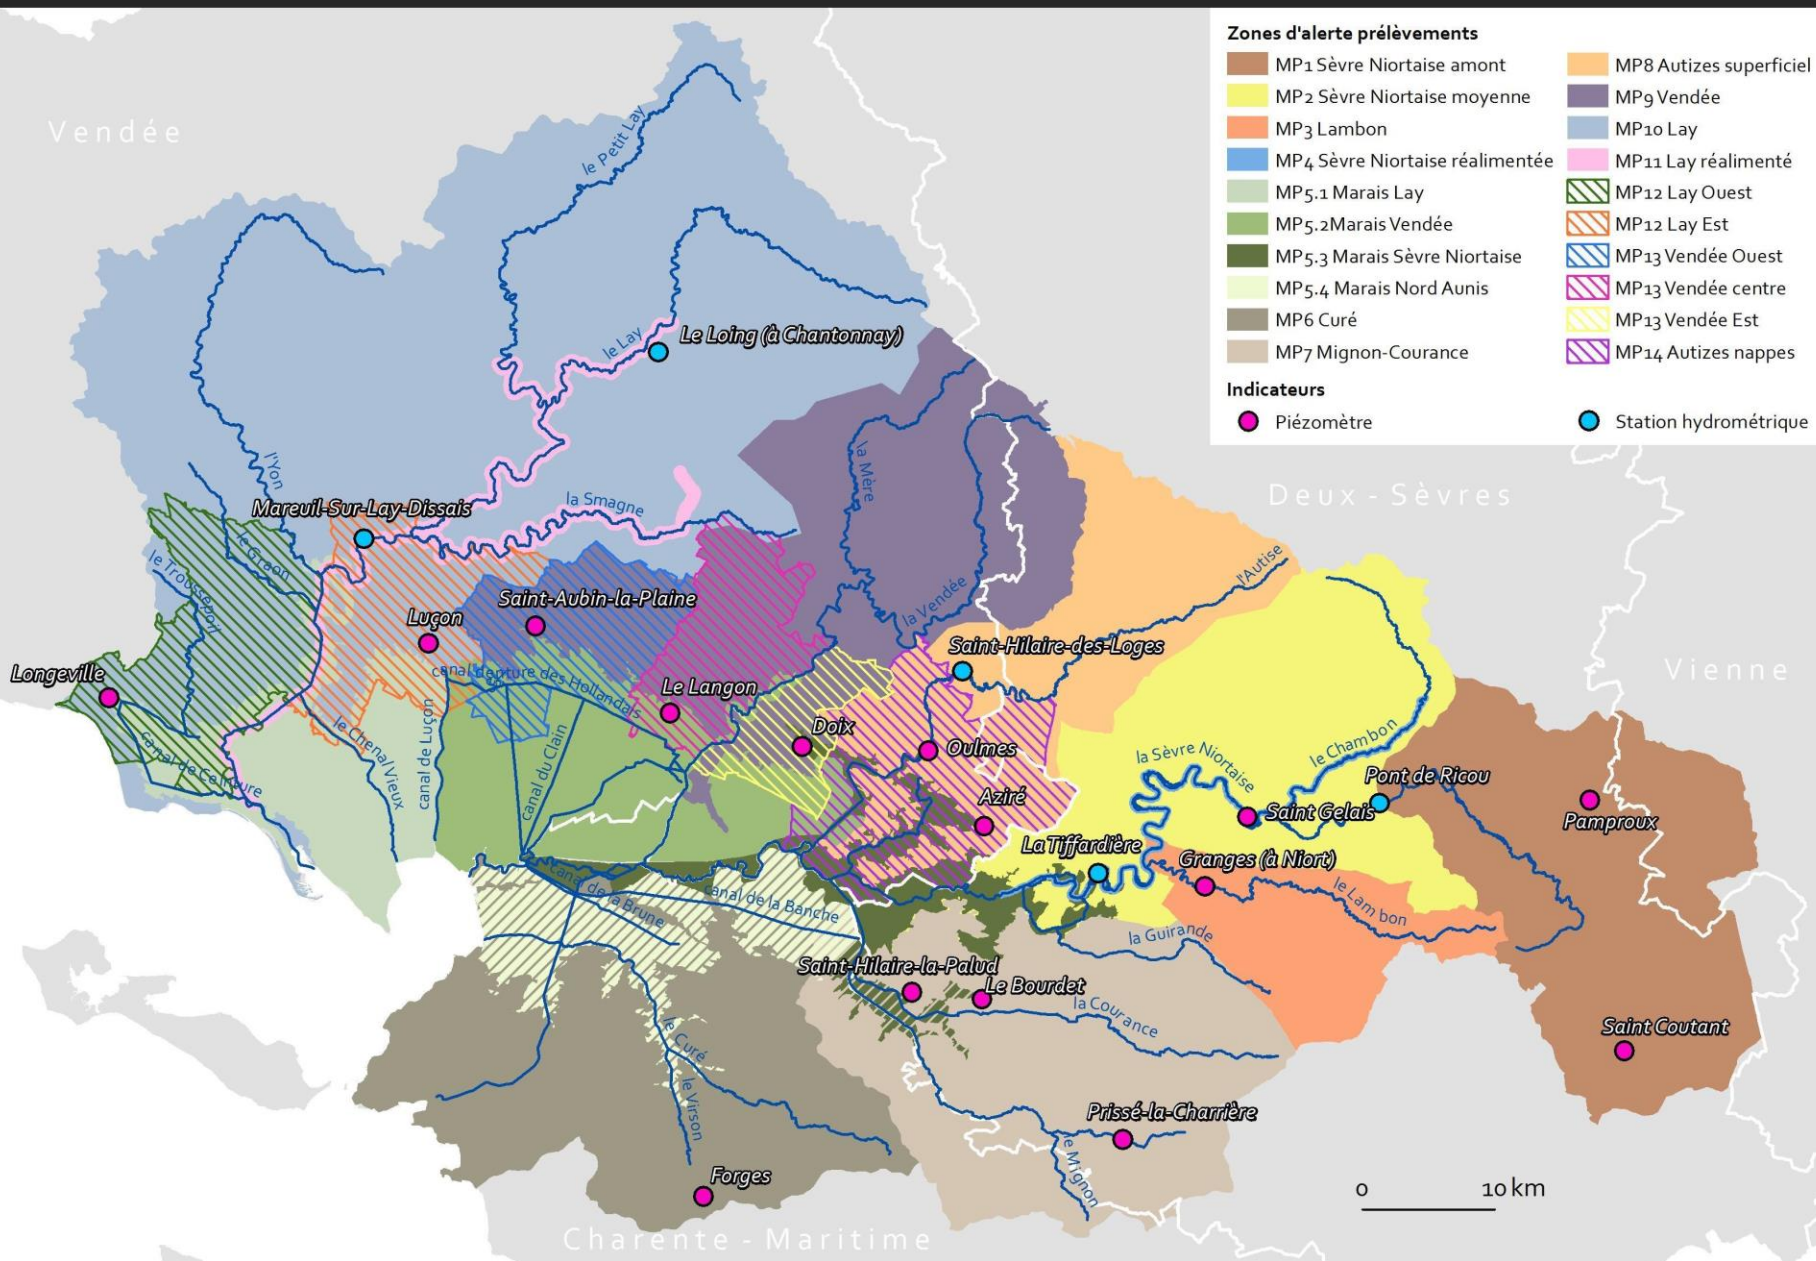 Zones d'alerte prélèvements
MP1 Sèvre Niortaise amont
MP2 Sèvre Niortaise moyenne
MP3 Lambon
MP4 Sèvre Niortaise réalimentée
MP5.1 Marais Lay
MP5.2Marais Vendée
MP5.3 Marais Sèvre Niortaise
MP5.4 Marais Nord Aunis
MP6 Curé
MP7 Mignon-Courance
MP8 Autizes superficiel
MP9 Vendée
MP10 Lay
MP11 Lay réalimenté
MP12 Lay Ouest
MP12 Lay Est
MP13 Vendée Ouest
MP13 Vendée centre
MP13 Vendée Est
MP14 Autizes nappes
Indicateurs
Piézomètre
Station hydrométrique
Vendée
le Petit Lay
le Lay
Le Loing (à Chantonnay)
l'Yon
la Mère
la Smagne
Deux - Sèvres
Mareuil-Sur-Lay-Dissais
le Graon
le Trousseport
l'Autise
la Vendée
Saint-Aubin-la-Plaine
Luçon
Saint-Hilaire-des-Loges
Longeville
canal de
Ceinture des Hollandais
Le Langon
Vienne
Doix
Oulmes
canal de Ceinture
le Chenal Vieux
canal de Luçon
canal du Clain
la Sèvre Niortaise
le Chambon
Pont de Ricou
Aziré
Saint Gelais
Pamproux
La Tiffardière
Granges (à Niort)
le Lambon
canal de la Brune
canal de la Banche
la Guirande
Saint-Hilaire-la-Palud
Le Bourdet
la Courance
le Curé
le Virson
Saint Coutant
Prissé-la-Charrière
le Mignon
Forges
0 10 km
Charente - Maritime